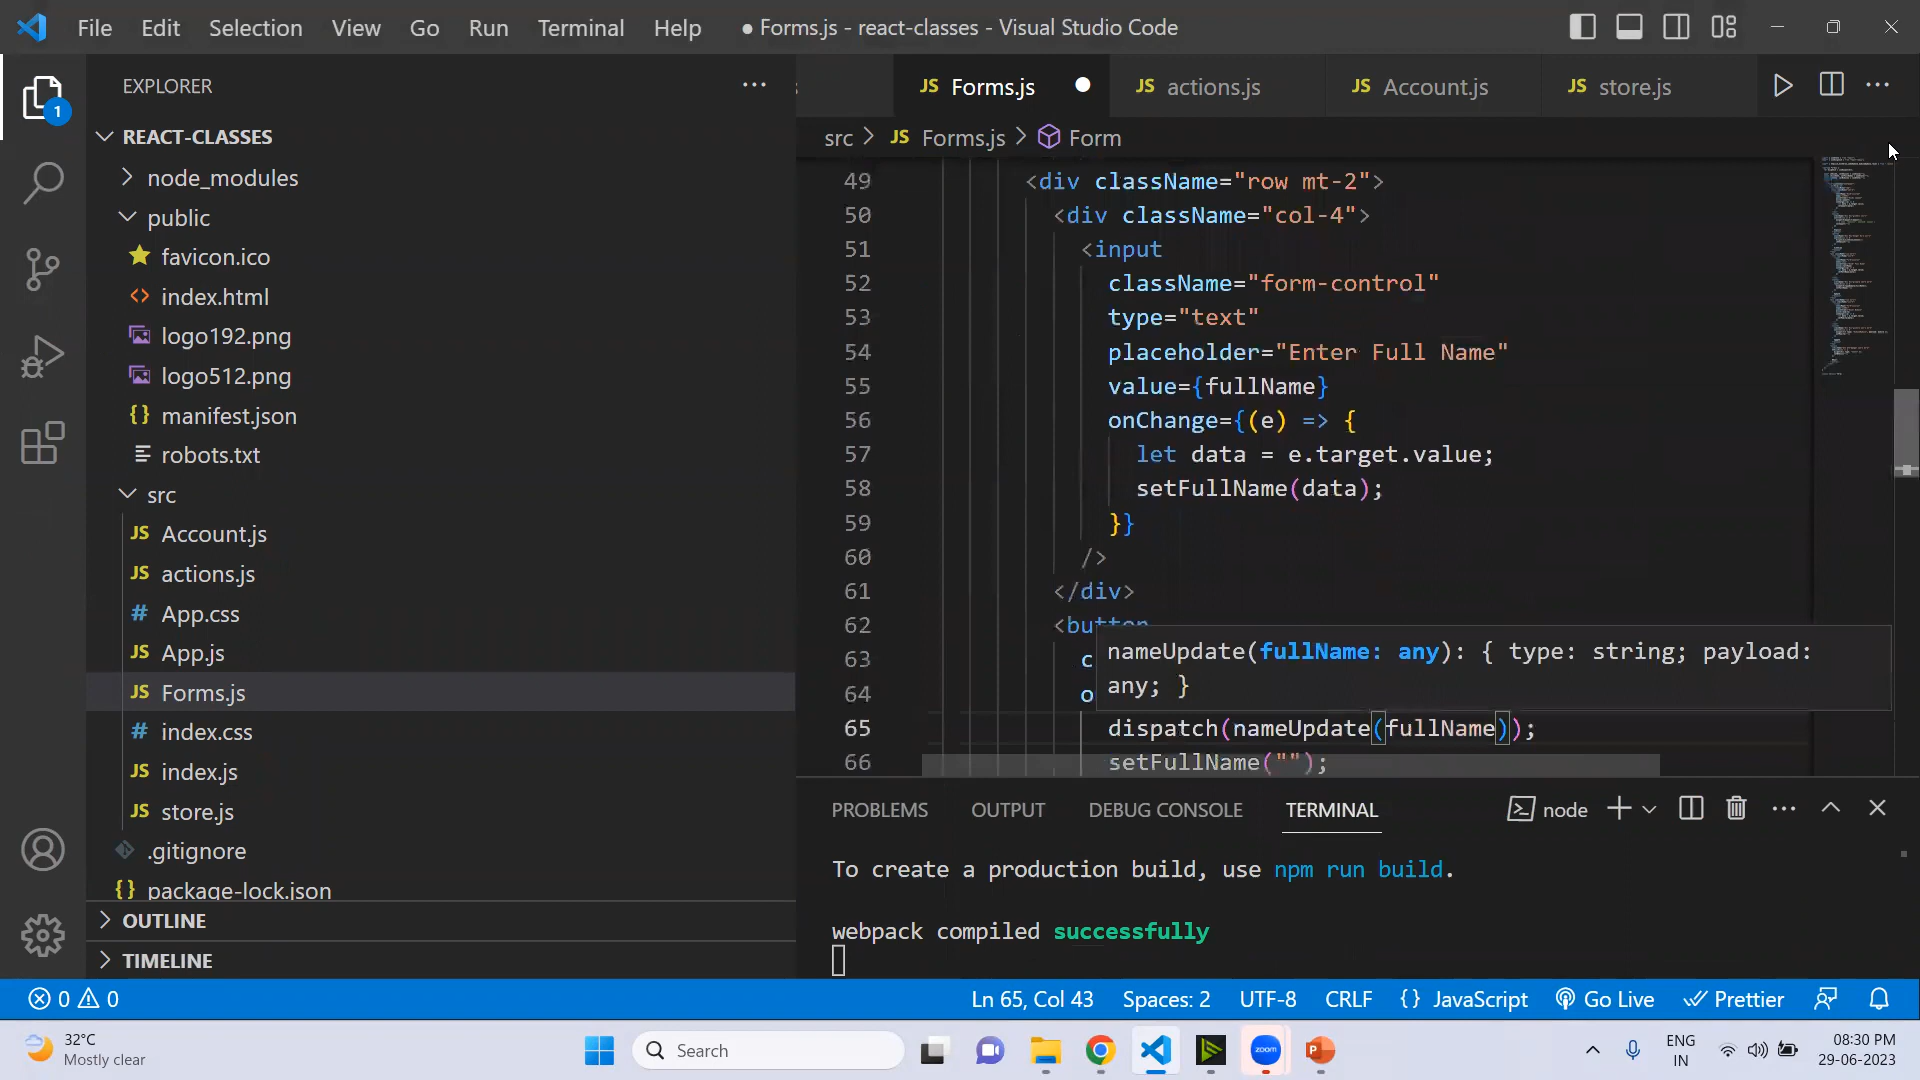 File Edit Selection View Go Run Terminal Help ● Forms.js - react-classes - Visual Studio Code
EXPLORER
1
REACT-CLASSES
node_modules
public
favicon.ico
index.html
logo192.png
logo512.png
manifest.json
robots.txt
src
JS Account.js
JS actions.js
# App.css
JS App.js
JS Forms.js
# index.css
JS index.js
JS store.js
.gitignore
{} package-lock.json
OUTLINE
TIMELINE
JS Forms.js ● JS actions.js JS Account.js JS store.js
src > JS Forms.js > Form
49 <div className="row mt-2">
50 <div className="col-4">
51 <input
52 className="form-control"
53 type="text"
54 placeholder="Enter Full Name"
55 value={fullName}
56 onChange={(e) => {
57 let data = e.target.value;
58 setFullName(data);
59 }}
60 />
61 </div>
62 <button
63 c
64 o
nameUpdate(fullName: any): { type: string; payload:
any; }
65 dispatch(nameUpdate(fullName));
66 setFullName("");
PROBLEMS OUTPUT DEBUG CONSOLE TERMINAL node
To create a production build, use npm run build.
webpack compiled successfully
0 0 Ln 65, Col 43 Spaces: 2 UTF-8 CRLF {} JavaScript Go Live Prettier
32°C
Mostly clear
Search
zoom
ENG
IN
08:30 PM
29-06-2023